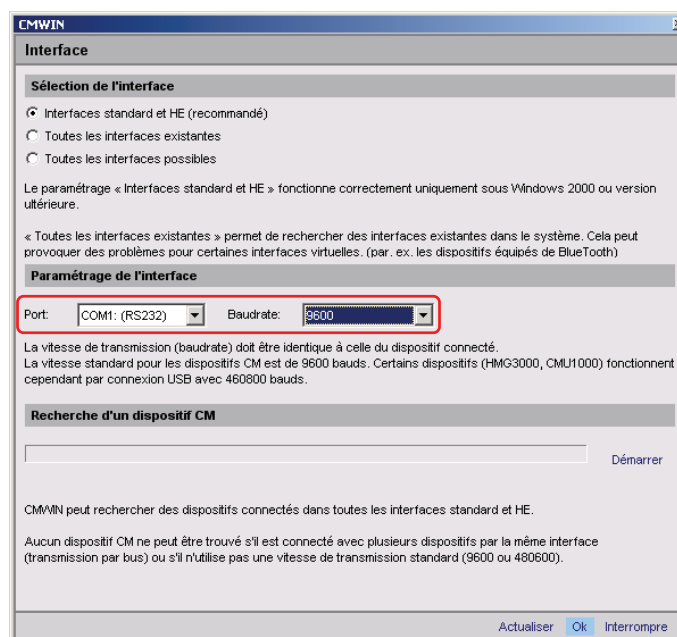 CMWIN
Interface
Sélection de l'interface
Interfaces standard et HE (recommandé)
Toutes les interfaces existantes
Toutes les interfaces possibles
Le paramétrage « Interfaces standard et HE » fonctionne correctement uniquement sous Windows 2000 ou version
ultérieure.
« Toutes les interfaces existantes » permet de rechercher des interfaces existantes dans le système. Cela peut
provoquer des problèmes pour certaines interfaces virtuelles. (par. ex. les dispositifs équipés de BlueTooth)
Paramétrage de l'interface
Port: COM1: (RS232) Baudrate: 9600
La vitesse de transmission (baudrate) doit être identique à celle du dispositif connecté.
La vitesse standard pour les dispositifs CM est de 9600 bauds. Certains dispositifs (HMG3000, CMU1000) fonctionnent
cependant par connexion USB avec 460800 bauds.
Recherche d'un dispositif CM
Démarrer
CMWIN peut rechercher des dispositifs connectés dans toutes les interfaces standard et HE.
Aucun dispositif CM ne peut être trouvé s'il est connecté avec plusieurs dispositifs par la même interface
(transmission par bus) ou s'il n'utilise pas une vitesse de transmission standard (9600 ou 480600).
Actualiser Ok Interrompre